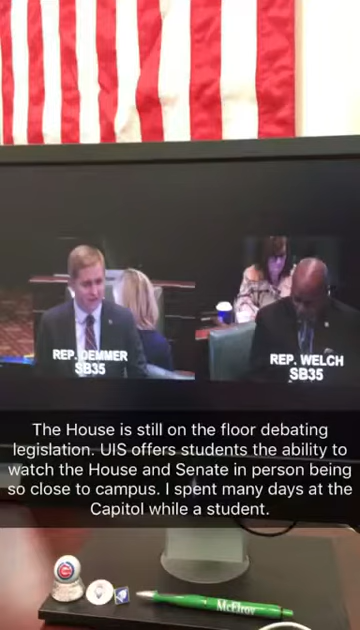 REP. DEMMER
SB35
REP. WELCH
SB35
The House is still on the floor debating
legislation. UIS offers students the ability to
watch the House and Senate in person being
so close to campus. I spent many days at the
Capitol while a student.
McElroy